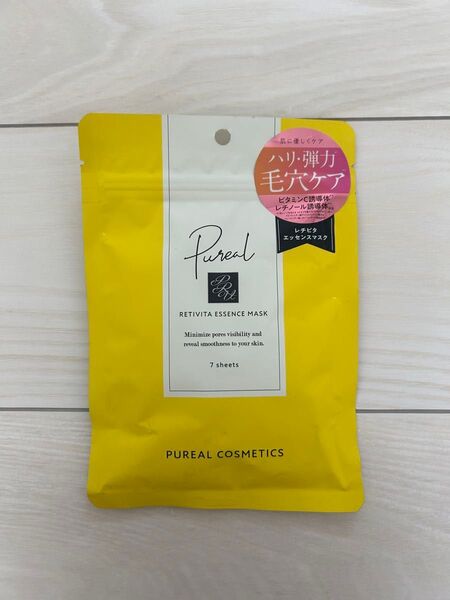 肌に優しくケア
ハリ・弾力
毛穴ケア
ビタミンC誘導体
レチノール誘導体
レチビタ
エッセンスマスク
Pureal
PRU
RETIVITA ESSENCE MASK
Minimize pores visibility and
reveal smoothness to your skin.
7 sheets
PUREAL COSMETICS